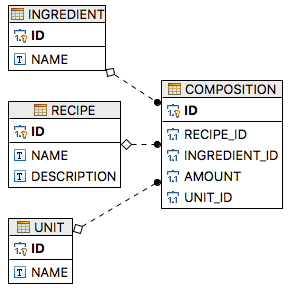 INGREDIENT
ID
NAME
RECIPE
ID
NAME
DESCRIPTION
UNIT
ID
NAME
COMPOSITION
ID
RECIPE_ID
INGREDIENT_ID
AMOUNT
UNIT_ID